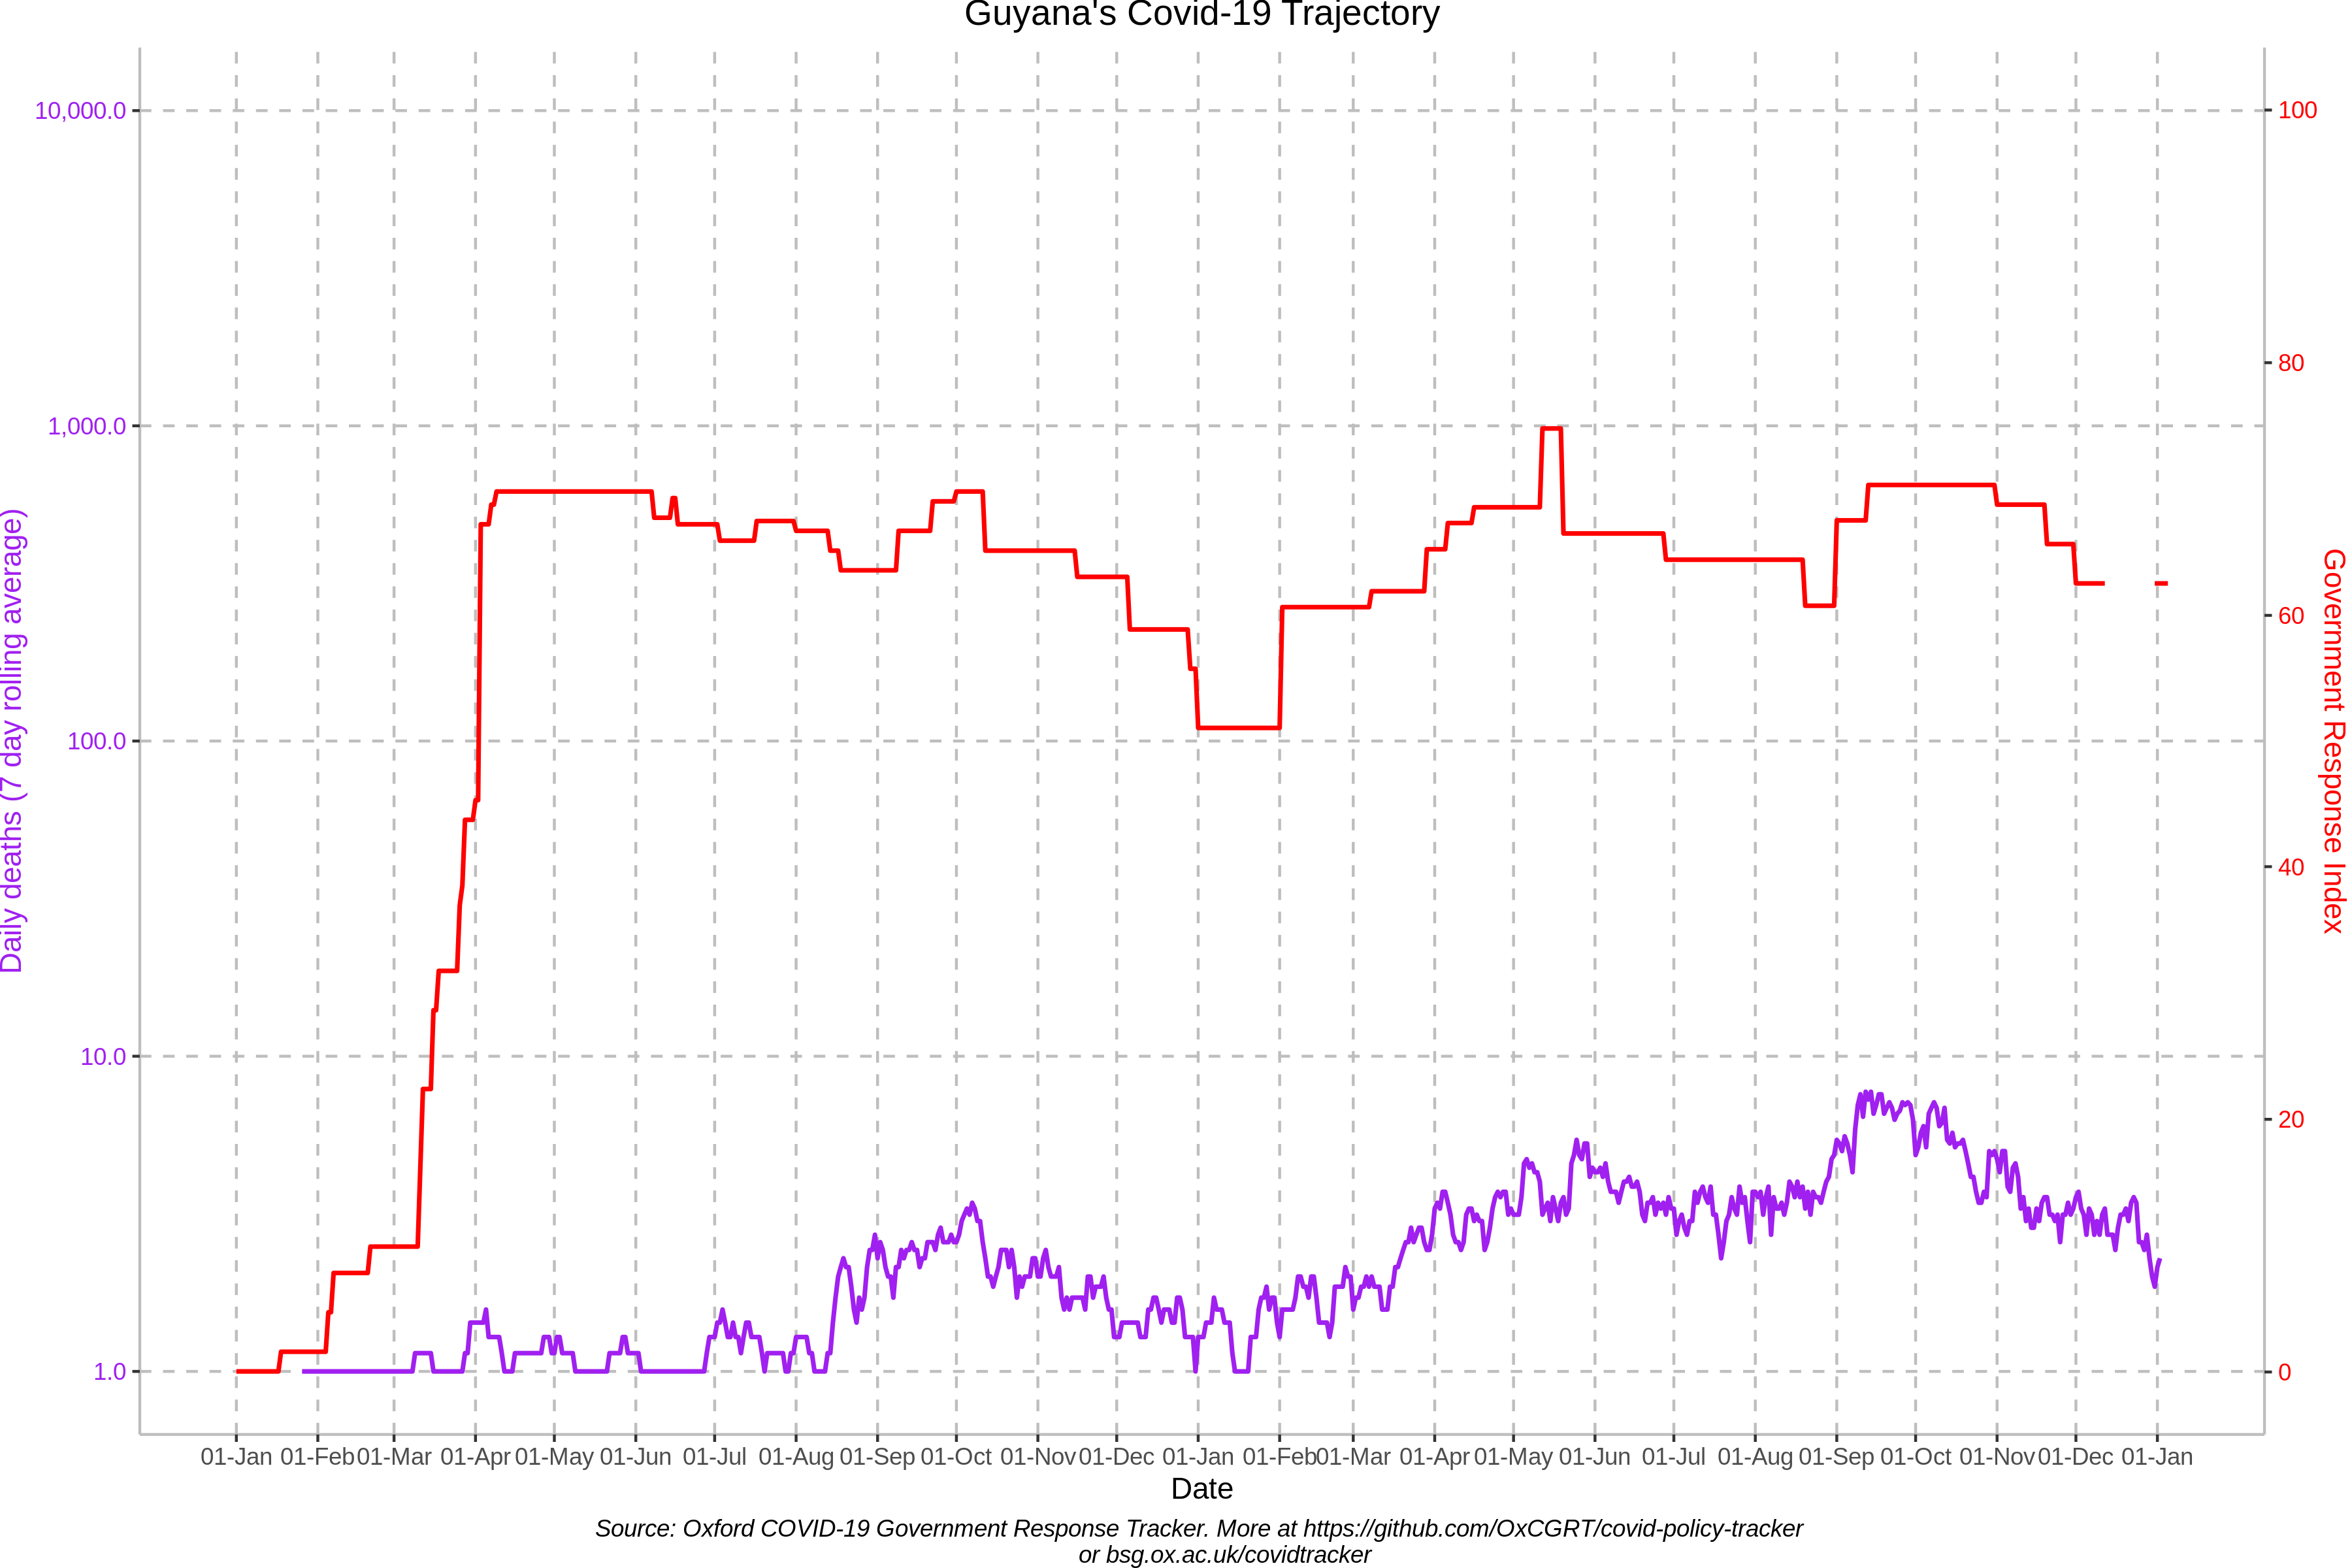 Guyana's Covid-19 Trajectory
10,000.0
1,000.0
100.0
10.0
1.0
Daily deaths (7 day rolling average)
100
80
60
40
20
0
Government Response Index
01-Jan 01-Feb 01-Mar 01-Apr 01-May 01-Jun 01-Jul 01-Aug 01-Sep 01-Oct 01-Nov 01-Dec 01-Jan 01-Feb 01-Mar 01-Apr 01-May 01-Jun 01-Jul 01-Aug 01-Sep 01-Oct 01-Nov 01-Dec 01-Jan
Date
Source: Oxford COVID-19 Government Response Tracker. More at https://github.com/OxCGRT/covid-policy-tracker
or bsg.ox.ac.uk/covidtracker